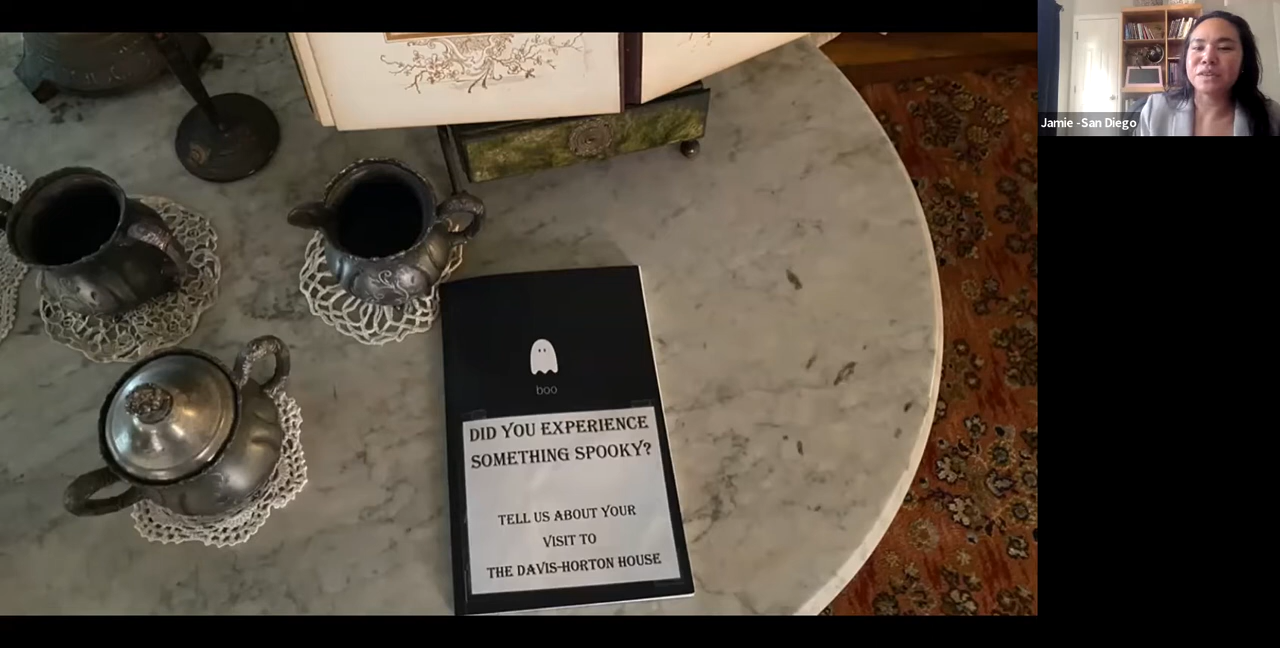 Jamie -San Diego
boo
DID YOU EXPERIENCE
SOMETHING SPOOKY?
TELL US ABOUT YOUR
VISIT TO
THE DAVIS-HORTON HOUSE